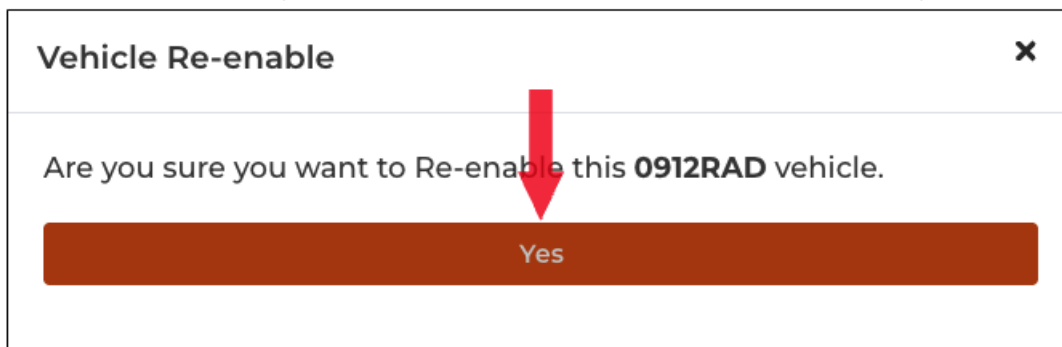 Vehicle Re-enable
Are you sure you want to Re-enable this 0912RAD vehicle.
Yes